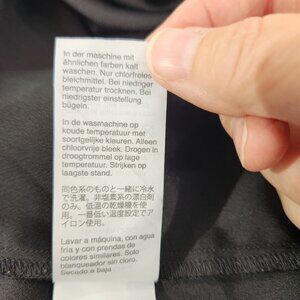 In der maschine mit
ähnlichen farben kalt
waschen. Nur chlorfreies
bleichmittel. Bei niedriger
temperatur trocknen. Bei
niedrigster einstellung
bügeln.
In de wasmachine op
koude temperatuur met
soortgelijke kleuren. Alleen
chloorvrije bleek. Drogen in
droogtrommel op lage
temperatuur. Strijken op
laagste stand.
同色系のものと一緒に冷水
で洗濯。非塩素系の漂白剤
のみ。低温の乾燥機を使
用。一番低い温度設定でア
イロン使用。
Lavar a máquina, con agua
fría y con prendas de
colores similares. Solo
blanqueador sin cloro.
Secado a baja